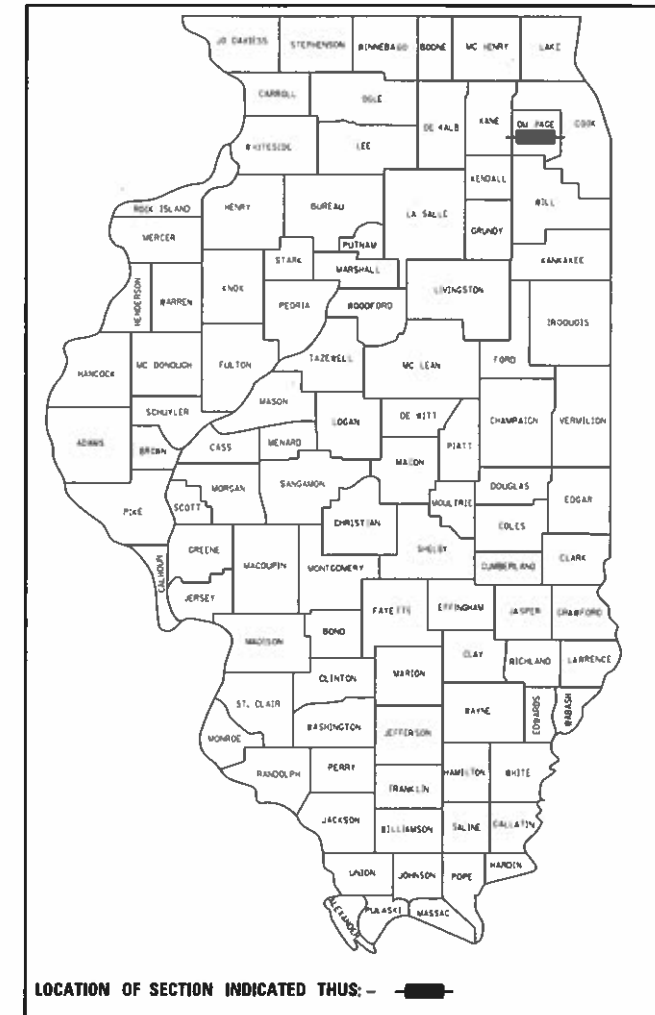 JO DAVIESS STEPHENSON WINNEBAGO BOONE MC HENRY LAKE
CARROLL OGLE DE KALB KANE DU PAGE COOK
WHITESIDE LEE
KENDALL WILL
ROCK ISLAND HENRY BUREAU LA SALLE GRUNDY
MERCER PUTNAM
STARK MARSHALL KANKAKEE
HENDERSON WARREN KNOX PEORIA WOODFORD LIVINGSTON IROQUOIS
HANCOCK MC DONOUGH FULTON TAZEWELL MC LEAN FORD
MASON
SCHUYLER LOGAN DE WITT CHAMPAIGN VERMILION
ADAMS BROWN CASS MENARD MACON PIATT
PIKE SCOTT MORGAN SANGAMON MOULTRIE DOUGLAS EDGAR
CHRISTIAN COLES
CALHOUN GREENE MACOUPIN MONTGOMERY SHELBY CUMBERLAND CLARK
JERSEY FAYETTE EFFINGHAM JASPER CRAWFORD
MADISON BOND CLAY RICHLAND LAWRENCE
CLINTON MARION
ST. CLAIR WASHINGTON JEFFERSON WAYNE EDWARDS WABASH
MONROE
RANDOLPH PERRY FRANKLIN HAMILTON WHITE
JACKSON WILLIAMSON SALINE GALLATIN
UNION JOHNSON POPE HARDIN
ALEXANDER PULASKI MASSAC
LOCATION OF SECTION INDICATED THUS: -